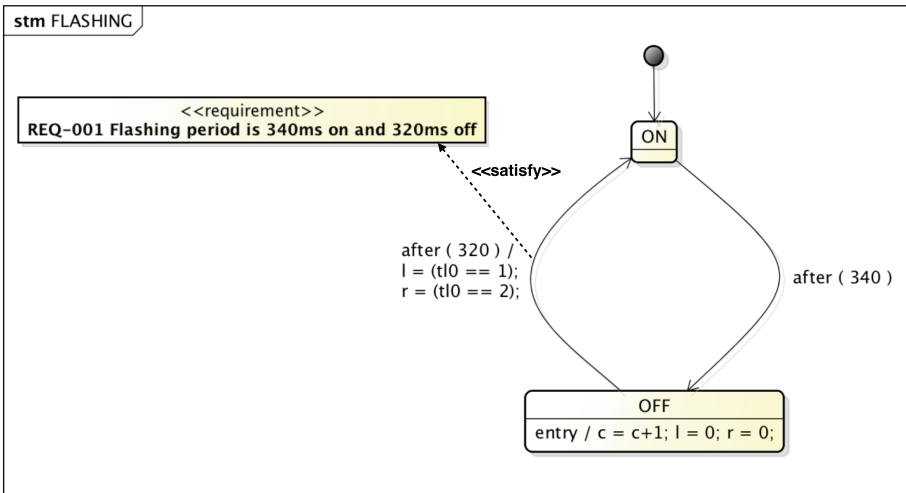 stm FLASHING
<<requirement>>
REQ-001 Flashing period is 340ms on and 320ms off
ON
<<satisfy>>
after ( 320 ) /
l = (tl0 == 1);
r = (tl0 == 2);
after ( 340 )
OFF
entry / c = c+1; l = 0; r = 0;